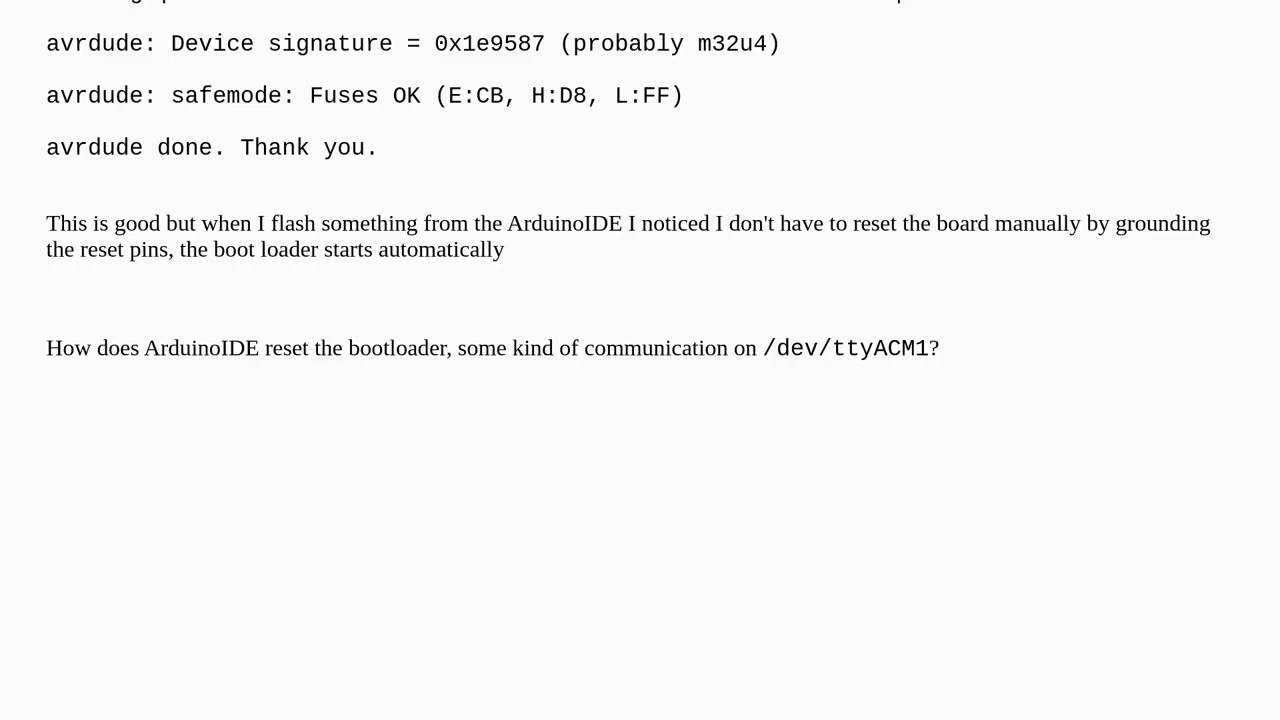 avrdude: Device signature = 0x1e9587 (probably m32u4)
avrdude: safemode: Fuses OK (E:CB, H:D8, L:FF)
avrdude done. Thank you.
This is good but when I flash something from the ArduinoIDE I noticed I don't have to reset the board manually by grounding
the reset pins, the boot loader starts automatically
How does ArduinoIDE reset the bootloader, some kind of communication on /dev/ttyACM1?